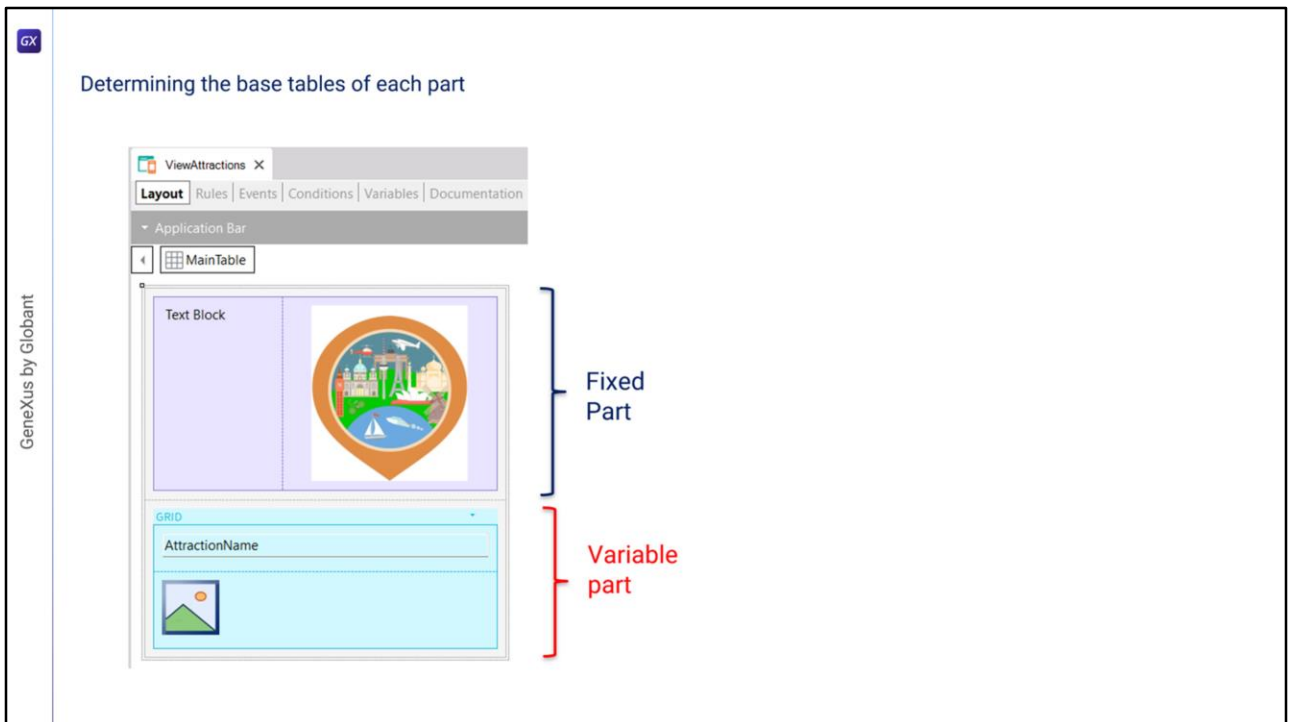 GX
Determining the base tables of each part
ViewAttractions X
Layout Rules Events Conditions Variables Documentation
Application Bar
MainTable
Text Block
Fixed
Part
GRID
AttractionName
Variable
part
GeneXus by Globant